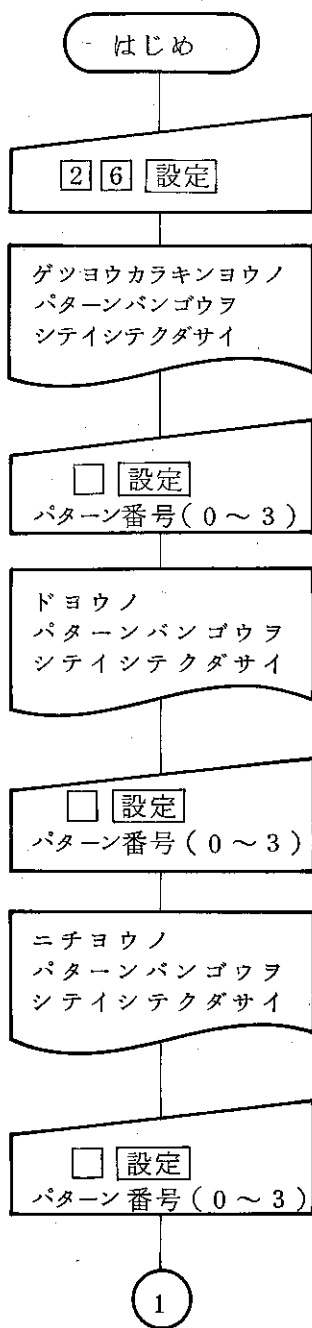 はじめ
2 6 設定
ゲツヨウカラキンヨウノ
パターンバンゴウヲ
シテイシテクダサイ
設定
パターン番号(0〜3)
ドヨウノ
パターンバンゴウヲ
シテイシテクダサイ
設定
パターン番号(0〜3)
ニチヨウノ
パターンバンゴウヲ
シテイシテクダサイ
設定
パターン番号(0〜3)
1